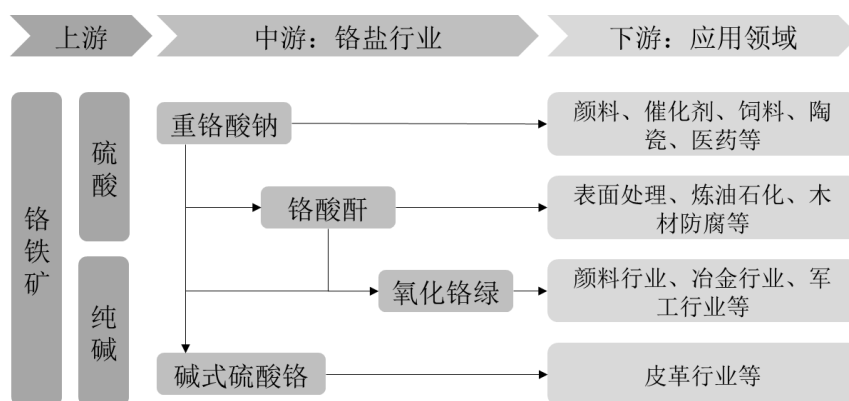 上游
中游：铬盐行业
下游：应用领域
铬铁矿
硫酸
纯碱
重铬酸钠
颜料、催化剂、饲料、陶
瓷、医药等
铬酸酐
表面处理、炼油石化、木
材防腐等
氧化铬绿
颜料行业、冶金行业、军
工行业等
碱式硫酸铬
皮革行业等